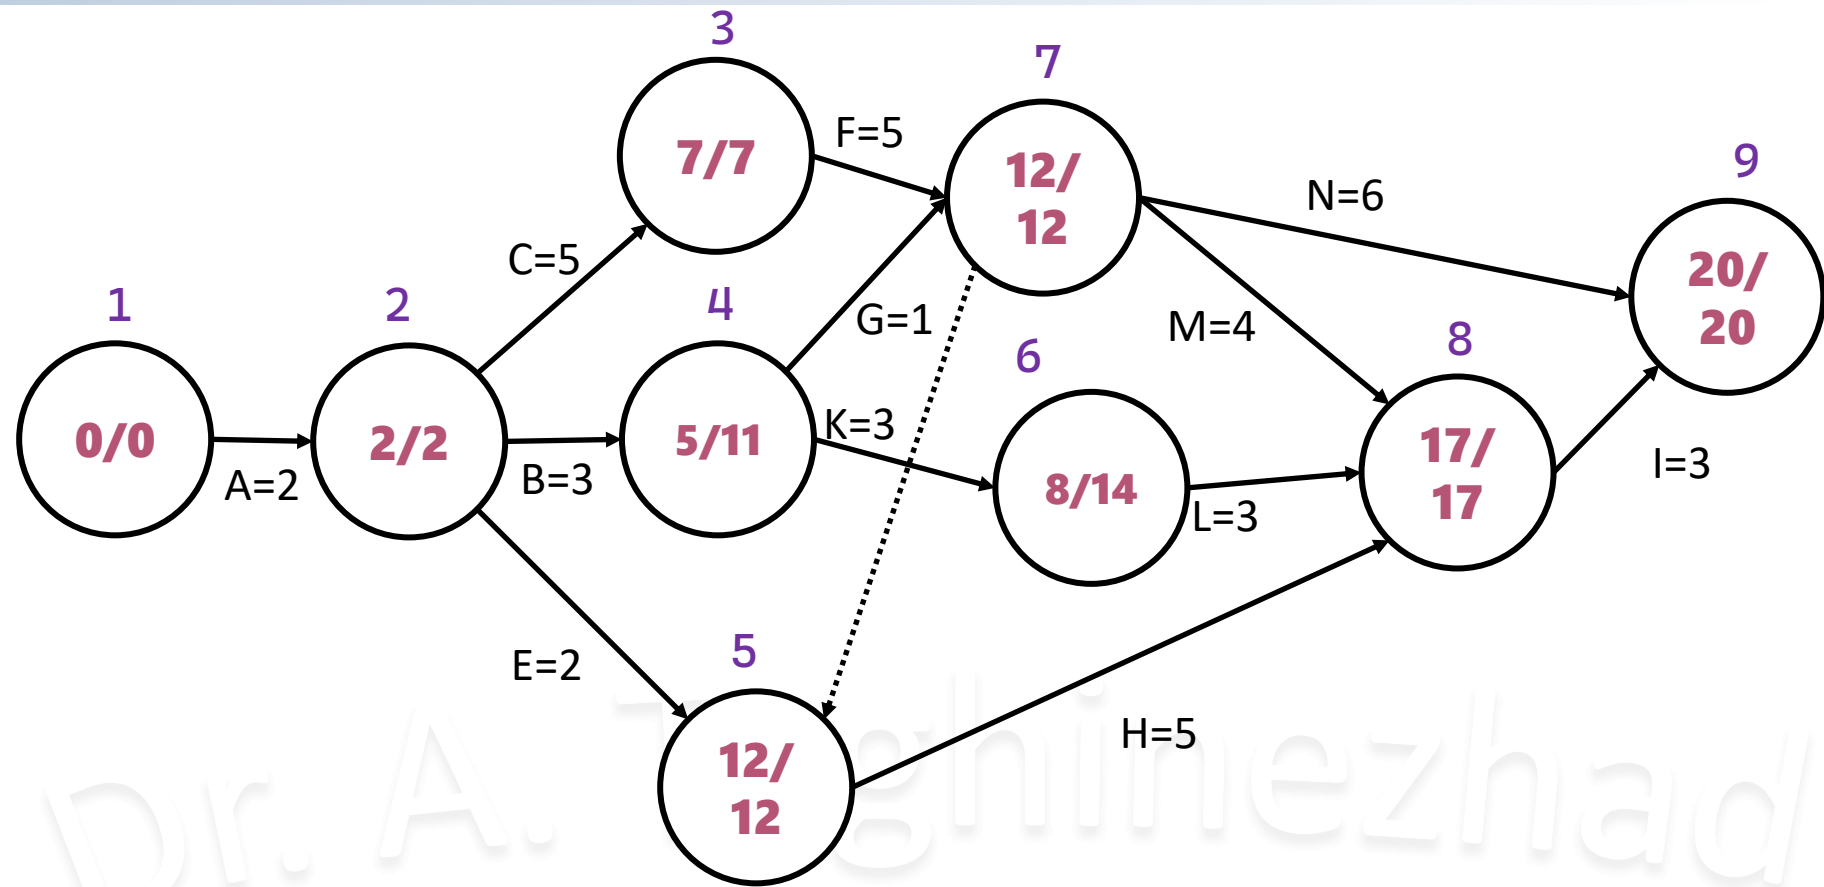 3
7
7/7
F=5
12/
12
9
N=6
C=5
20/
20
1
2
4
G=1
M=4
6
8
0/0
A=2
2/2
B=3
5/11
K=3
8/14
L=3
17/
17
I=3
E=2
5
12/
12
H=5
Dr. A. Taghinezhad